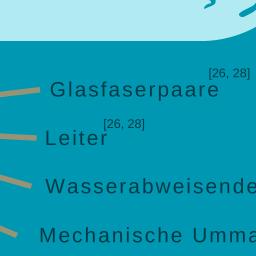 [26, 28]
Glasfaserpaare
[26, 28]
Leiter
Wasserabweisende
Mechanische Umma